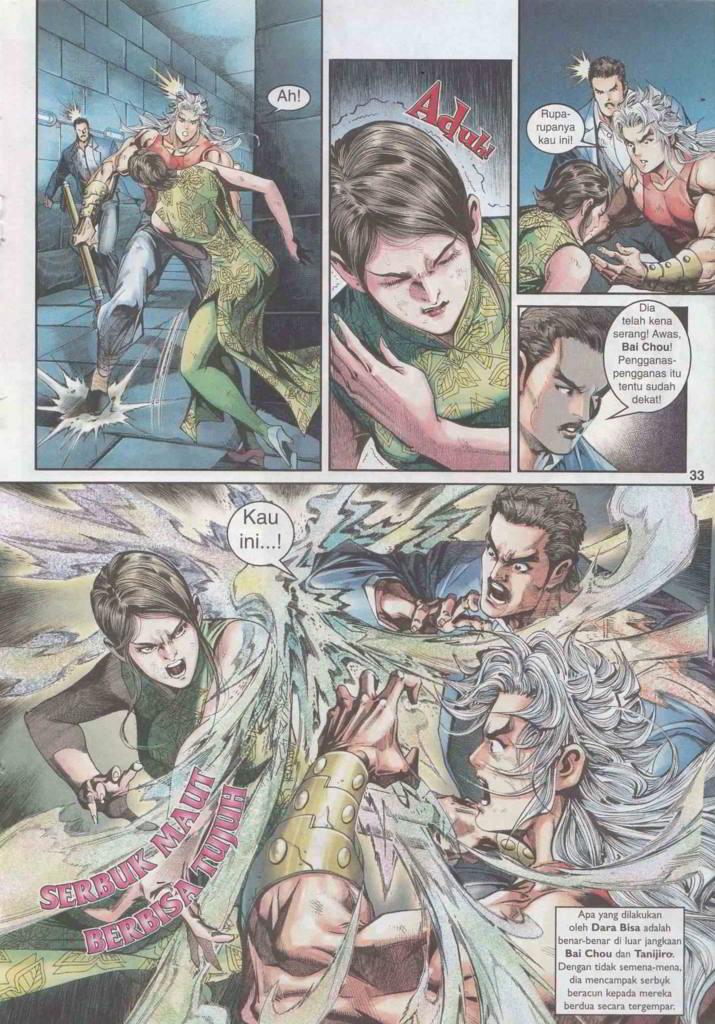 Ah!
Aduh!
Rupa-
rupanya
kau ini!
Dia
telah kena
serang! Awas,
Bai Chou!
Pengganas-
pengganas itu
tentu sudah
dekat!
33
Kau
ini...!
SERBUK MAUT
BERBISA TUJUH
Apa yang dilakukan
oleh Dara Bisa adalah
benar-benar di luar jangkaan
Bai Chou dan Tanijiro.
Dengan tidak semena-mena,
dia mencampak serbuk
beracun kepada mereka
berdua secara tergempar.